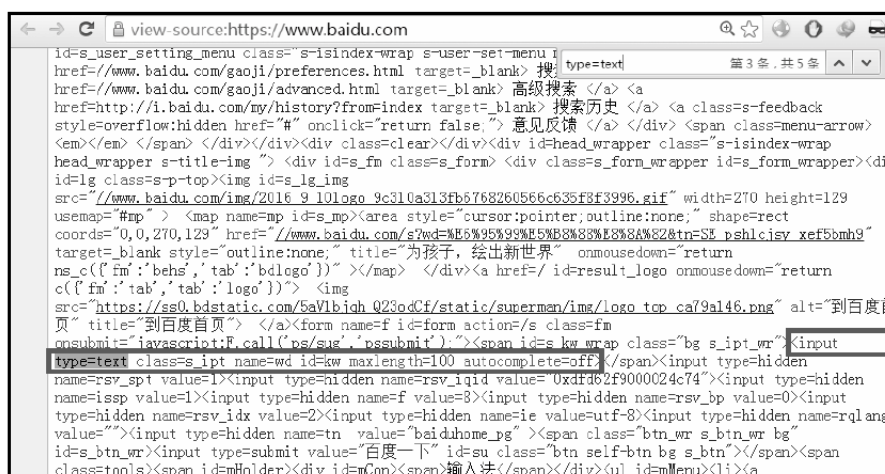 view-source:https://www.baidu.com
type=text
第3条,共5条
id=s_user_setting_menu class="s-isindex-wrap s-user-set-menu
href=//www.baidu.com/gaoji/preferences.html target=_blank> 搜
href=//www.baidu.com/gaoji/advanced.html target=_blank> 高级搜索 </a> <a
href=http://i.baidu.com/my/history?from=index target=_blank> 搜索历史 </a> <a class=s-feedback
style=overflow:hidden href="#" onclick="return false;"> 意见反馈 </a> </div> <span class=menu-arrow>
<em></em> </span> </div></div><div class=clear></div><div id=head_wrapper class="s-isindex-wrap
head_wrapper s-title-img "> <div id=s_fm class=s_form> <div class=s_form_wrapper id=s_form_wrapper><di
id=lg class=s-p-top><img id=s_lg_img
src="//www.baidu.com/img/2016_9_10logo_9c310a313fb6768260566c635f8f3996.gif" width=270 height=129
usemap="#mp" > <map name=mp id=s_mp><area style="cursor:pointer;outline:none;" shape=rect
coords="0,0,270,129" href="//www.baidu.com/s?wd=%E6%95%99%E5%B8%88%E8%8A%82&tn=SE_pshlcjsy_xef5bmh9"
target=_blank style="outline:none;" title="为孩子，绘出新世界" onmousedown="return
ns_c({'fm':'behs','tab':'bdlogo'})" ></map> </div><a href=/ id=result_logo onmousedown="return
c({'fm':'tab','tab':'logo'})"> <img
src="https://ss0.bdstatic.com/5aV1bjqh_Q23odCf/static/superman/img/logo_top_ca79a146.png" alt="到百度首
页" title="到百度首页"> </a><form name=f id=form action=/s class=fm
onsubmit="javascript:F.call('ps/sug','pssubmit');"><span id=s_kw_wrap class="bg s_ipt_wr"><input
type=text class=s_ipt name=wd id=kw maxlength=100 autocomplete=off></span><input type=hidden
name=rsv_spt value=1><input type=hidden name=rsv_iqid value="0xdfd62f9000024c74"><input type=hidden
name=issp value=1><input type=hidden name=f value=8><input type=hidden name=rsv_bp value=0><input
type=hidden name=rsv_idx value=2><input type=hidden name=ie value=utf-8><input type=hidden name=rqlang
value=""><input type=hidden name=tn value="baiduhome_pg" ><span class="btn_wr s_btn_wr bg"
id=s_btn_wr><input type=submit value="百度一下" id=su class="btn self-btn bg s_btn"></span><span
class=tools><span id=mHolder><div id=mCon><span>输入法</span></div><ul id=mMenu><li><a